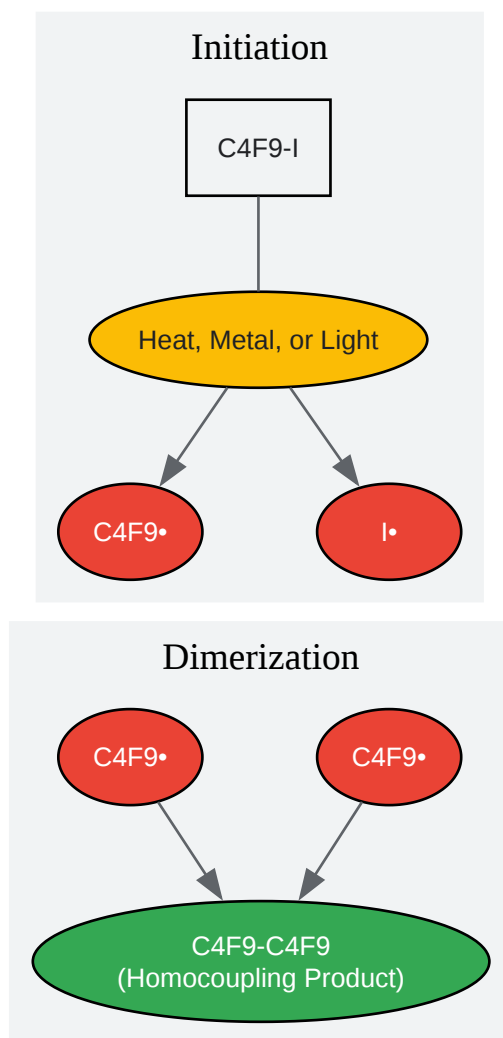 Initiation
C4F9-I
Heat, Metal, or Light
C4F9•
I•
Dimerization
C4F9•
C4F9•
C4F9-C4F9
(Homocoupling Product)